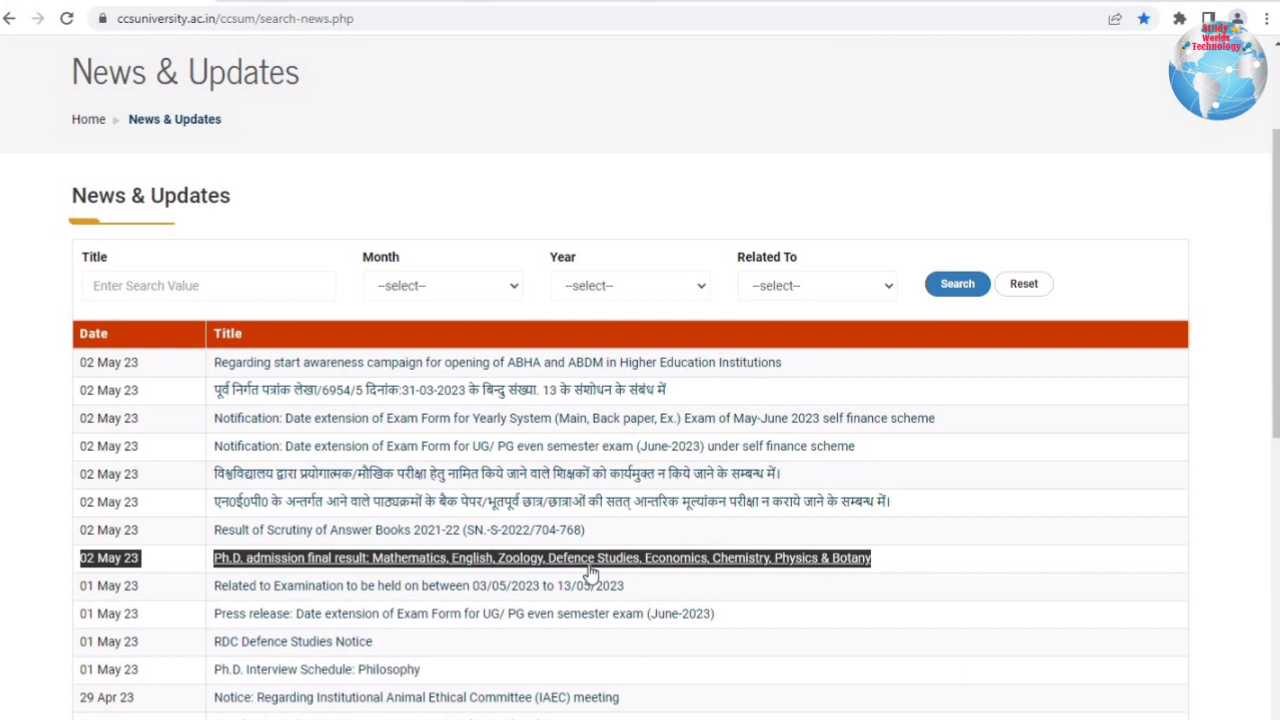 ccsuniversity.ac.in/ccsum/search-news.php
Study
Worlds
Technology
News & Updates
Home News & Updates
News & Updates
Title Month Year Related To
Enter Search Value --select-- --select-- --select-- Search Reset
Date Title
02 May 23 Regarding start awareness campaign for opening of ABHA and ABDM in Higher Education Institutions
02 May 23 पूर्व निर्गत पत्रांक लेखा/6954/5 दिनांक:31-03-2023 के बिन्दु संख्या. 13 के संशोधन के संबंध में
02 May 23 Notification: Date extension of Exam Form for Yearly System (Main, Back paper, Ex.) Exam of May-June 2023 self finance scheme
02 May 23 Notification: Date extension of Exam Form for UG/ PG even semester exam (June-2023) under self finance scheme
02 May 23 विश्वविद्यालय द्वारा प्रयोगात्मक/मौखिक परीक्षा हेतु नामित किये जाने वाले शिक्षकों को कार्यमुक्त न किये जाने के सम्बन्ध में।
02 May 23 एन0ई0पी0 के अन्तर्गत आने वाले पाठ्यक्रमों के बैक पेपर/भूतपूर्व छात्र/छात्राओं की सतत् आन्तरिक मूल्यांकन परीक्षा न कराये जाने के सम्बन्ध में।
02 May 23 Result of Scrutiny of Answer Books 2021-22 (SN.-S-2022/704-768)
02 May 23 Ph.D. admission final result: Mathematics, English, Zoology, Defence Studies, Economics, Chemistry, Physics & Botany
01 May 23 Related to Examination to be held on between 03/05/2023 to 13/05/2023
01 May 23 Press release: Date extension of Exam Form for UG/ PG even semester exam (June-2023)
01 May 23 RDC Defence Studies Notice
01 May 23 Ph.D. Interview Schedule: Philosophy
29 Apr 23 Notice: Regarding Institutional Animal Ethical Committee (IAEC) meeting